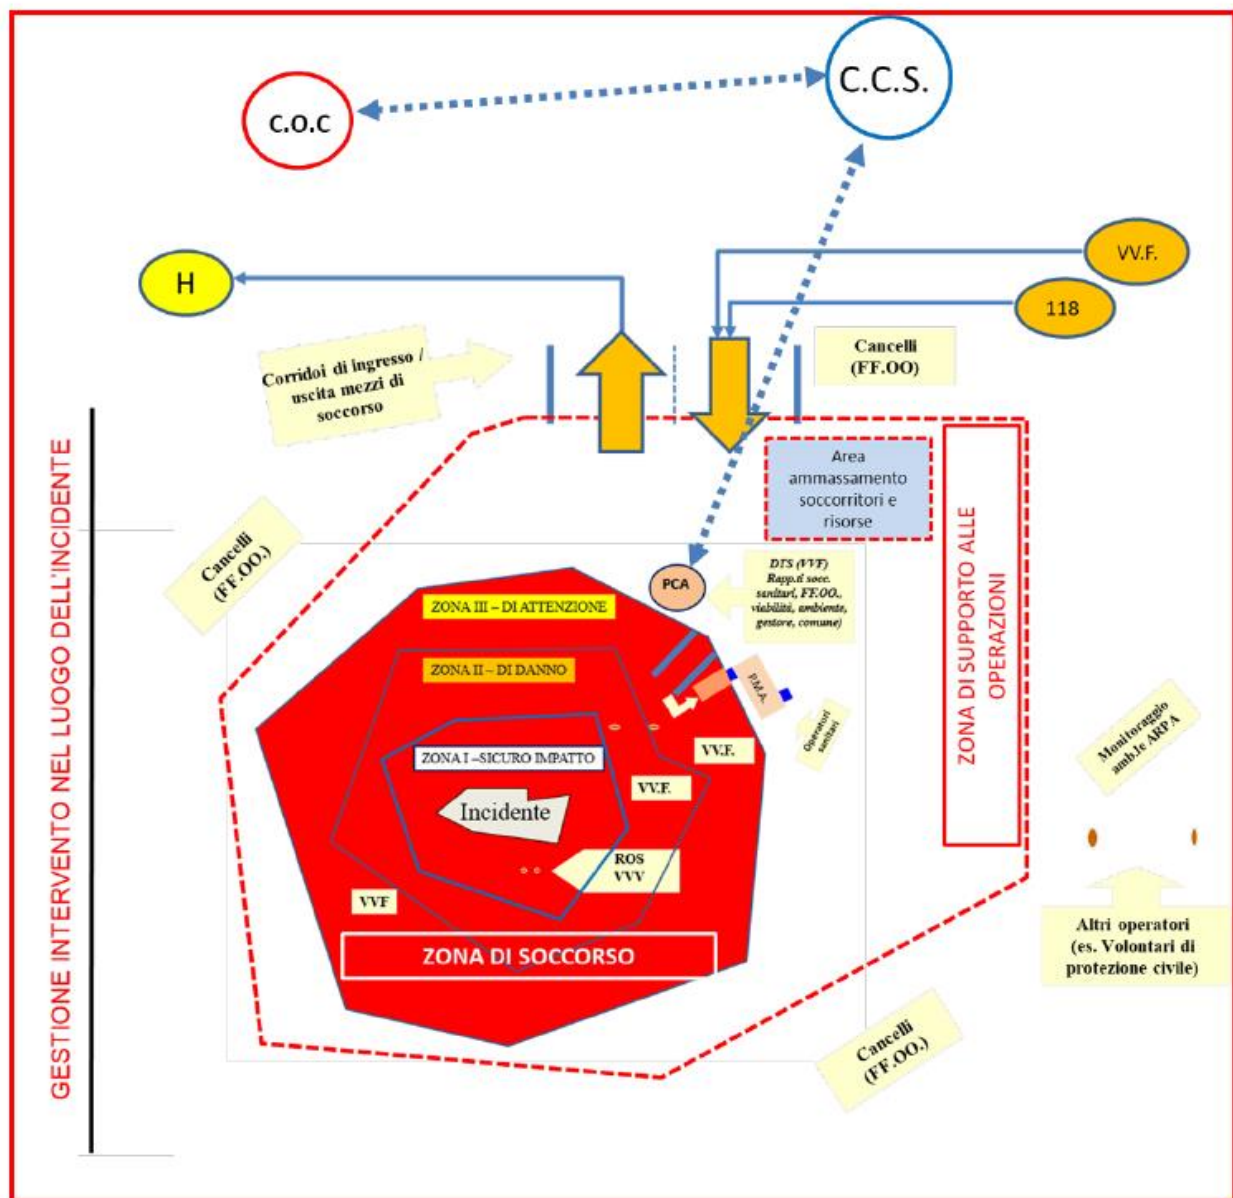 C.C.S.
C.O.C
VV.F.
H
118
Cancelli
(FF.OO)
Corridoi di ingresso /
uscita mezzi di
soccorso
GESTIONE INTERVENTO NEL LUOGO DELL'INCIDENTE
Area
ammassamento
soccorritori e
risorse
ZONA DI SUPPORTO ALLE
OPERAZIONI
Cancelli
(FF.OO.)
PCA
DTS (VVF)
Rapp.ti socc.
sanitari, FF.OO.,
viabilità, ambiente,
gestore, comune)
ZONA III – DI ATTENZIONE
ZONA II – DI DANNO
P.M.A.
Operatori
sanitari
Monitoraggio
amb.le ARPA
ZONA I –SICURO IMPATTO
VV.F.
VV.F.
Incidente
ROS
VVV
VVF
ZONA DI SOCCORSO
Altri operatori
(es. Volontari di
protezione civile)
Cancelli
(FF.OO.)